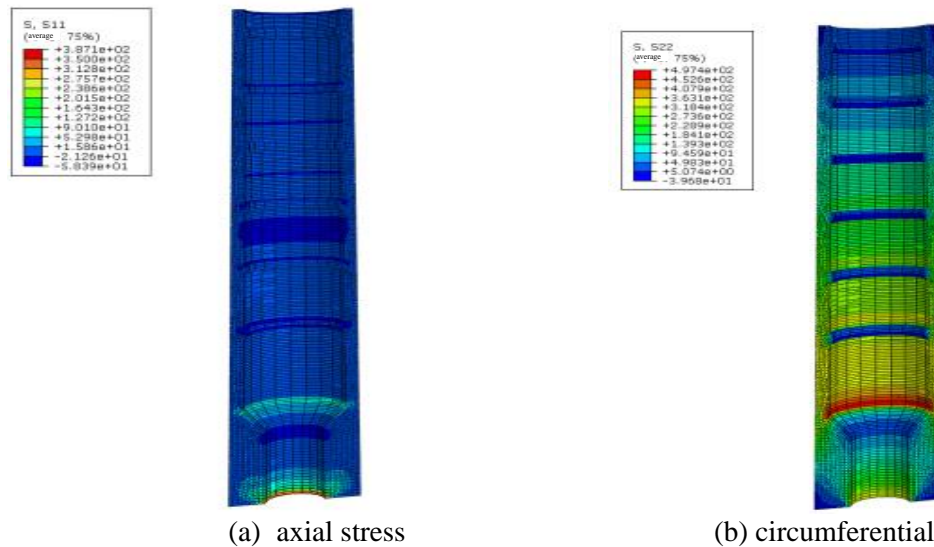 S, S11
(average 75%)
+3.871e+02
+3.500e+02
+3.128e+02
+2.757e+02
+2.386e+02
+2.015e+02
+1.643e+02
+1.272e+02
+9.010e+01
+5.298e+01
+1.586e+01
-2.126e+01
-5.839e+01
S, S22
(average 75%)
+4.974e+02
+4.526e+02
+4.079e+02
+3.631e+02
+3.184e+02
+2.736e+02
+2.289e+02
+1.841e+02
+1.393e+02
+9.459e+01
+4.983e+01
+5.074e+00
-3.968e+01
(a) axial stress
(b) circumferential